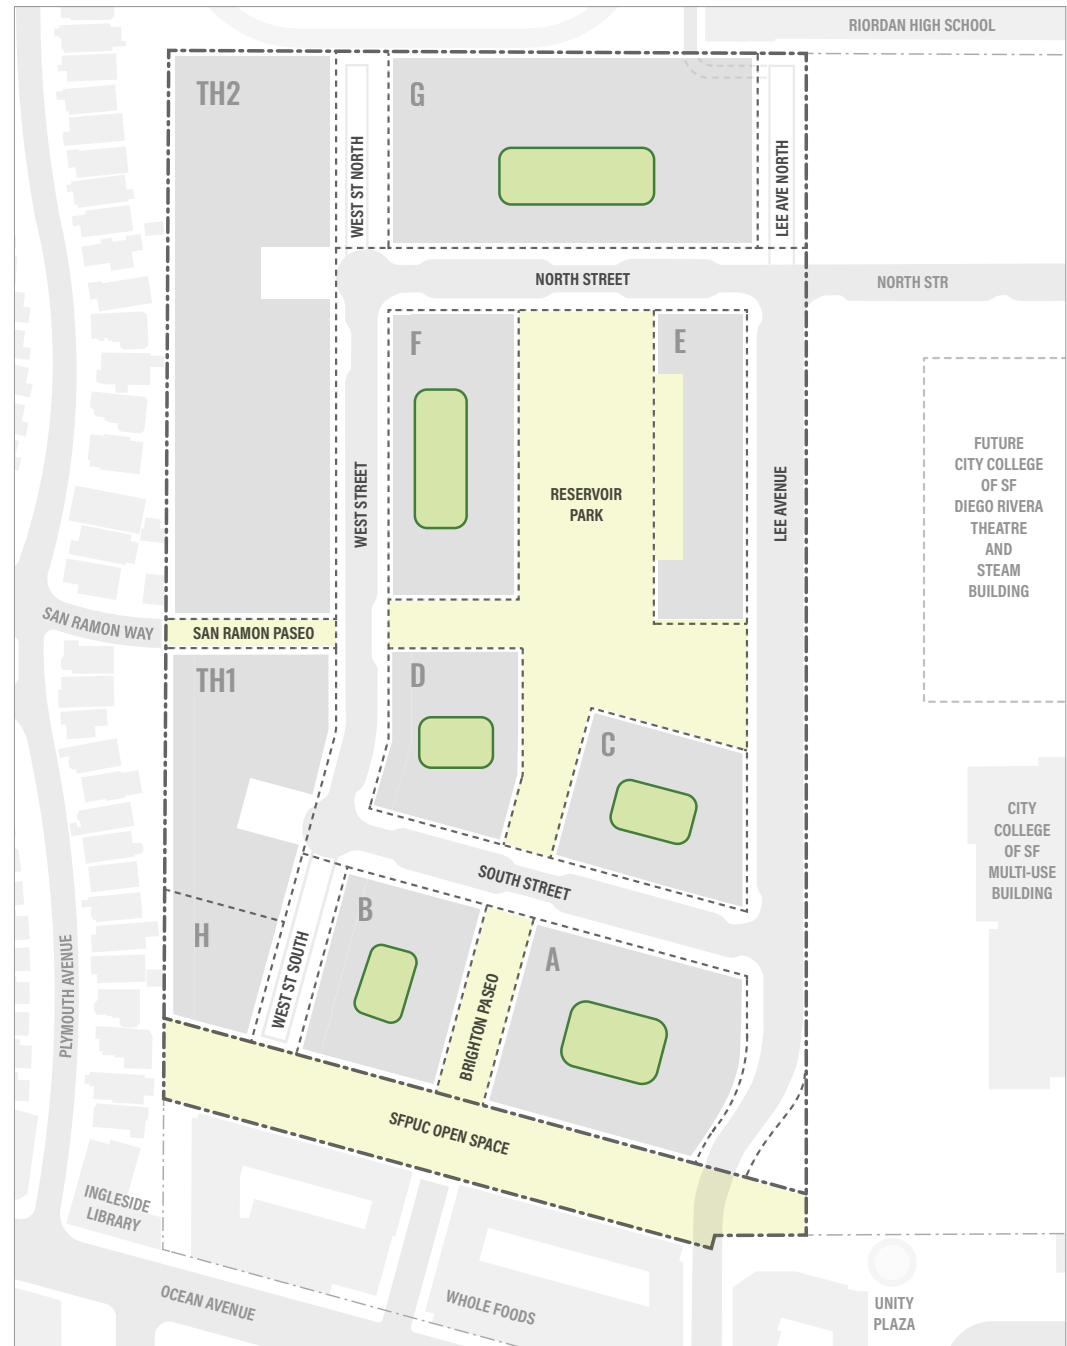 RIORDAN HIGH SCHOOL
TH2
G
WEST ST NORTH
LEE AVE NORTH
NORTH STREET
NORTH STR
F
E
RESERVOIR
PARK
WEST STREET
LEE AVENUE
FUTURE
CITY COLLEGE
OF SF
DIEGO RIVERA
THEATRE
AND
STEAM
BUILDING
SAN RAMON WAY
SAN RAMON PASEO
TH1
D
C
CITY
COLLEGE
OF SF
MULTI-USE
BUILDING
SOUTH STREET
B
H
A
WEST ST SOUTH
BRIGHTON PASEO
PLYMOUTH AVENUE
SFPUC OPEN SPACE
INGLESIDE
LIBRARY
OCEAN AVENUE
WHOLE FOODS
UNITY
PLAZA